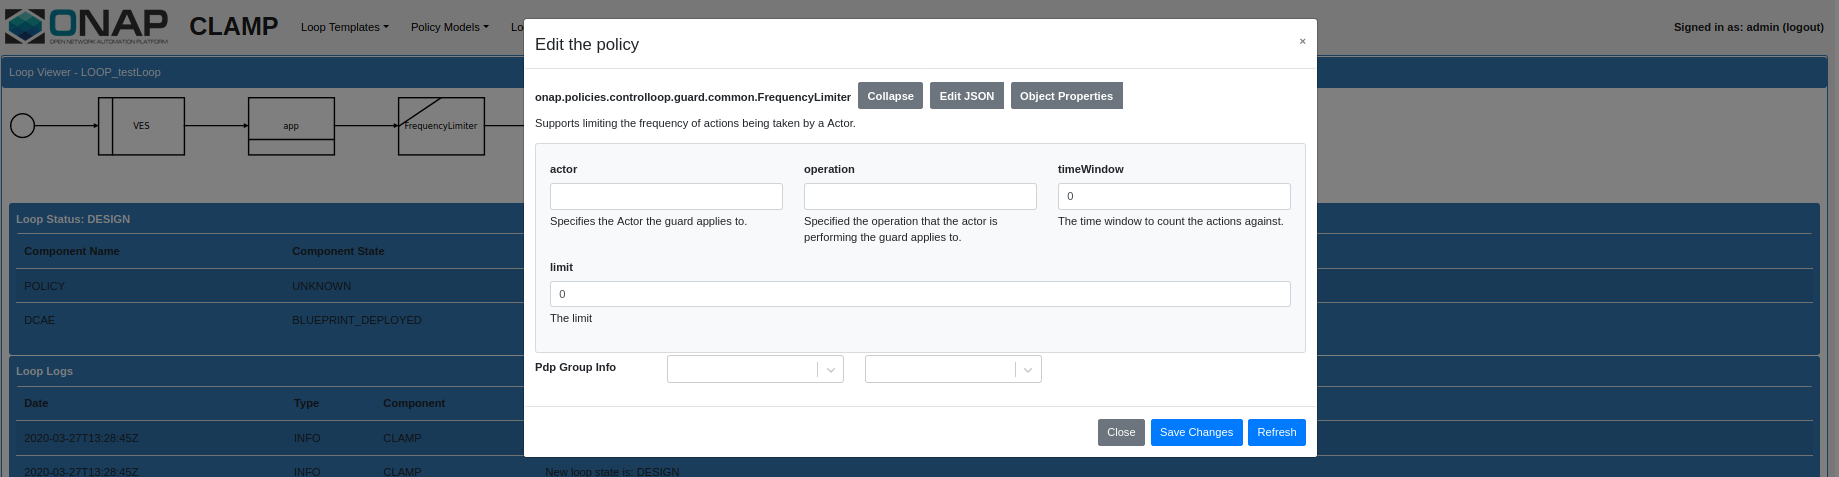 ONAP
OPEN NETWORK AUTOMATION PLATFORM
CLAMP
Loop Templates
Policy Models
Lo
Signed in as: admin (logout)
Loop Viewer - LOOP_testLoop
VES
app
FrequencyLimiter
Loop Status: DESIGN
Component Name Component State
POLICY UNKNOWN
DCAE BLUEPRINT_DEPLOYED
Loop Logs
Date Type Component
2020-03-27T13:28:45Z INFO CLAMP
2020-03-27T13:28:45Z INFO CLAMP New loop state is: DESIGN
Edit the policy ×
onap.policies.controlloop.guard.common.FrequencyLimiter Collapse Edit JSON Object Properties
Supports limiting the frequency of actions being taken by a Actor.
actor
Specifies the Actor the guard applies to.
operation
Specified the operation that the actor is
performing the guard applies to.
timeWindow
0
The time window to count the actions against.
limit
0
The limit
Pdp Group Info
Close Save Changes Refresh